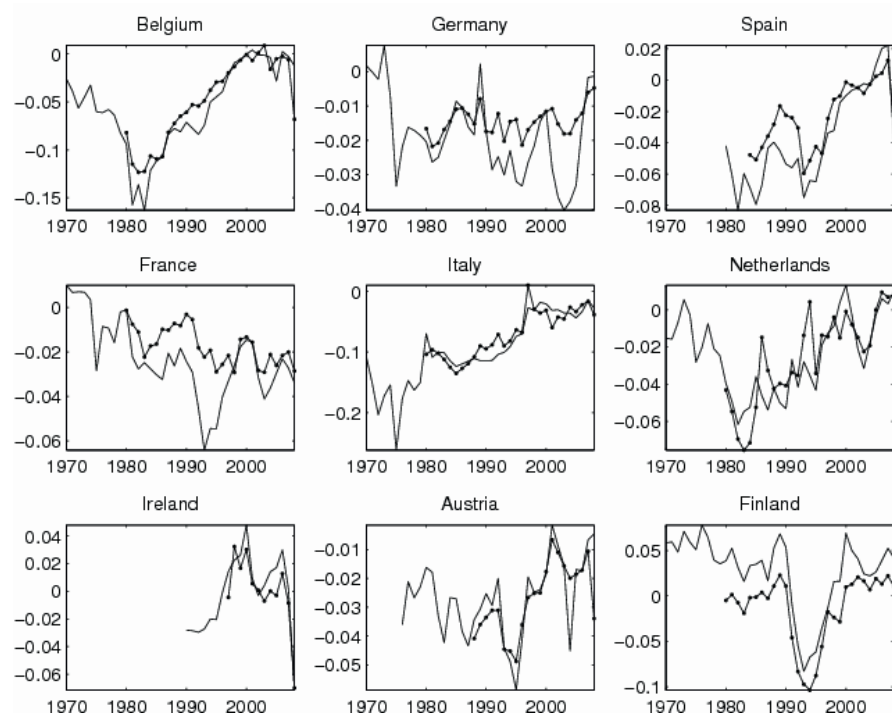 Belgium Germany Spain
0 0 0.02
−0.05 −0.01 0
−0.1 −0.02 −0.02
−0.15 −0.03 −0.04
−0.04 −0.06
−0.08
1970 1980 1990 2000 1970 1980 1990 2000 1970 1980 1990 2000
France Italy Netherlands
0 0 0
−0.02 −0.1 −0.02
−0.04 −0.2 −0.04
−0.06 −0.06
1970 1980 1990 2000 1970 1980 1990 2000 1970 1980 1990 2000
Ireland Austria Finland
0.04 −0.01 0.05
0.02 −0.02 0
0 −0.03 −0.05
−0.02 −0.04 −0.1
−0.04 −0.05
−0.06
1970 1980 1990 2000 1970 1980 1990 2000 1970 1980 1990 2000